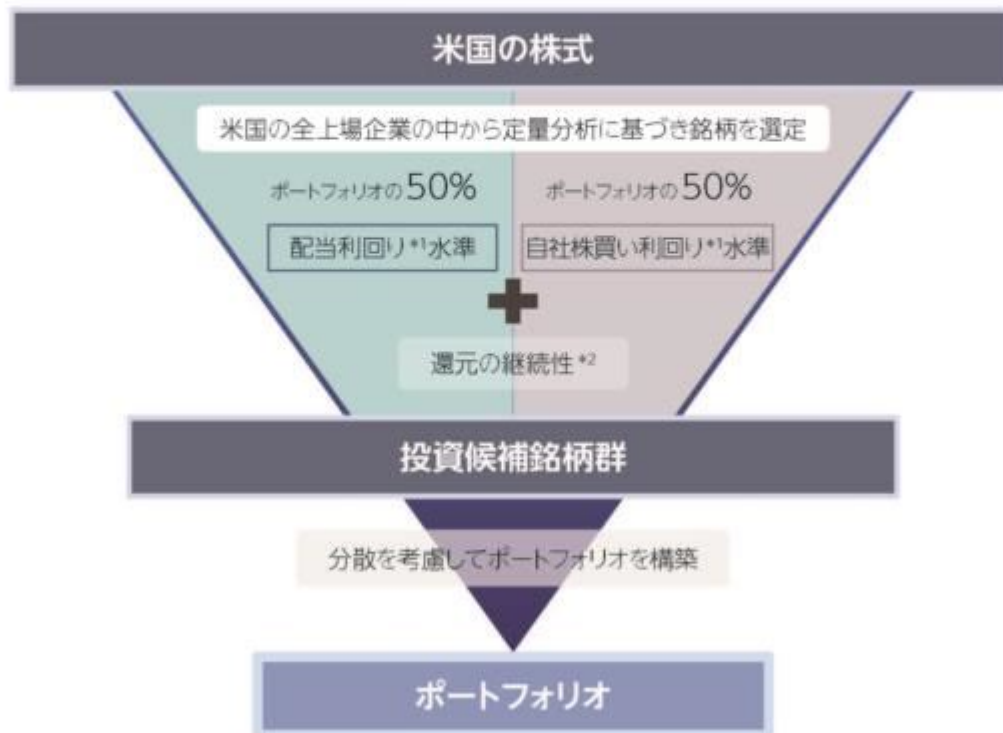 米国の株式
米国の全上場企業の中から定量分析に基づき銘柄を選定
ポートフォリオの50% ポートフォリオの50%
配当利回り*1水準 自社株買い利回り*1水準
還元の継続性*2
投資候補銘柄群
分散を考慮してポートフォリオを構築
ポートフォリオ